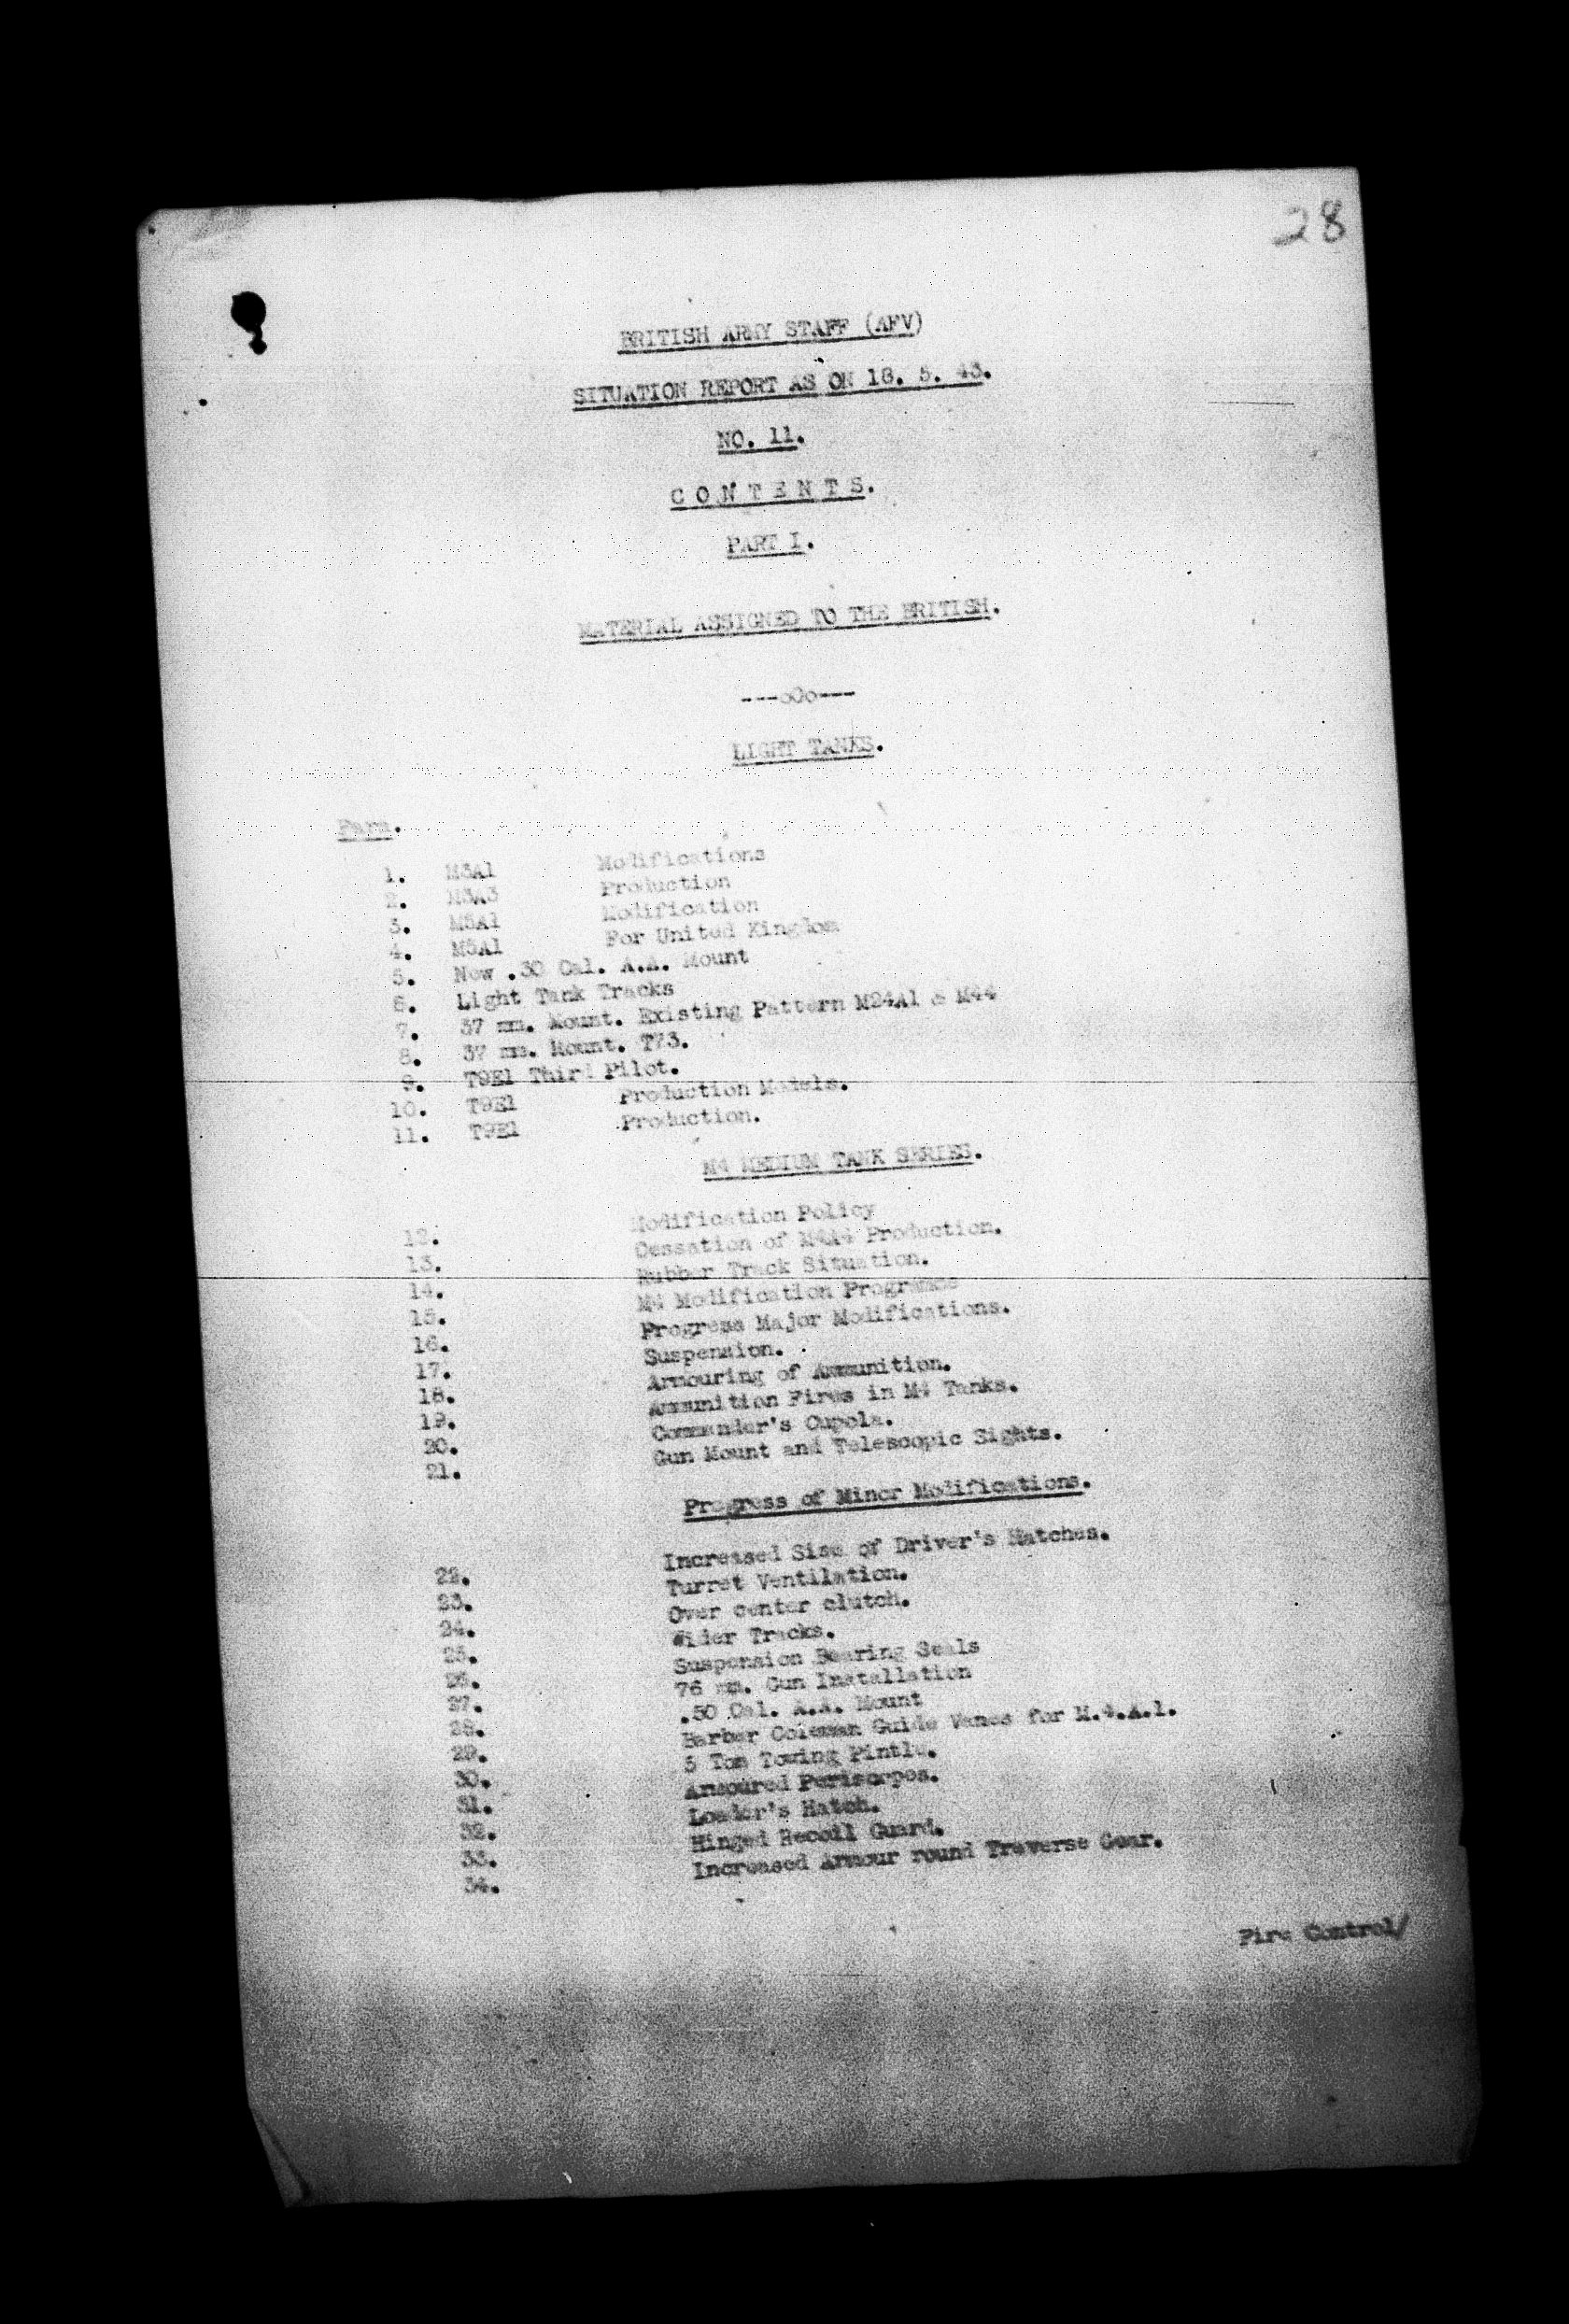 28
BRITISH ARMY STAFF (AFV)
SITUATION REPORT AS ON 18. 5. 43.
NO. 11.
C O N T E N T S.
PART I.
MATERIAL ASSIGNED TO THE BRITISH.
---oOo---
LIGHT TANKS.
Para.
1. M3A1 Modifications
2. M3A3 Production
3. M5A1 Modification
4. M5A1 For United Kingdom
5. New .30 Cal. A.A. Mount
6. Light Tank Tracks
7. 37 mm. Mount. Existing Pattern M24A1 & M44
8. 37 mm. Mount. T73.
9. T9E1 Third Pilot.
10. T9E1 Production Models.
11. T9E1 Production.
M4 MEDIUM TANK SERIES.
12. Modification Policy
13. Cessation of M4A4 Production.
14. Rubber Track Situation.
15. M4 Modification Programme
16. Progress Major Modifications.
17. Suspension.
18. Armouring of Ammunition.
19. Ammunition Fires in M4 Tanks.
20. Commander's Cupola.
21. Gun Mount and Telescopic Sights.
Progress of Minor Modifications.
22. Increased Size of Driver's Hatches.
23. Turret Ventilation.
24. Over center clutch.
25. Wider Tracks.
26. Suspension Bearing Seals
27. 76 mm. Gun Installation
28. .50 Cal. A.A. Mount
29. Barber Coleman Guide Vanes for M.4.A.1.
30. 5 Ton Towing Pintle.
31. Armoured Periscopes.
32. Loader's Hatch.
33. Hinged Recoil Guard.
34. Increased Armour round Traverse Gear.
Fire Control/